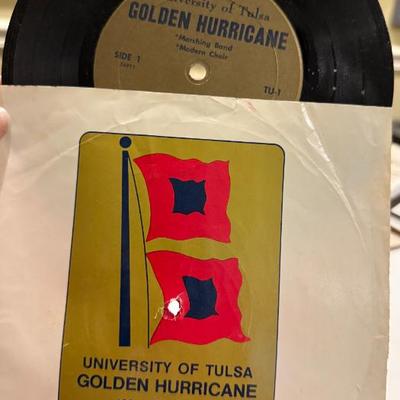 University of Tulsa
GOLDEN HURRICANE
*Marching Band
*Modern Choir
SIDE 1
TU-1
UNIVERSITY OF TULSA
GOLDEN HURRICANE